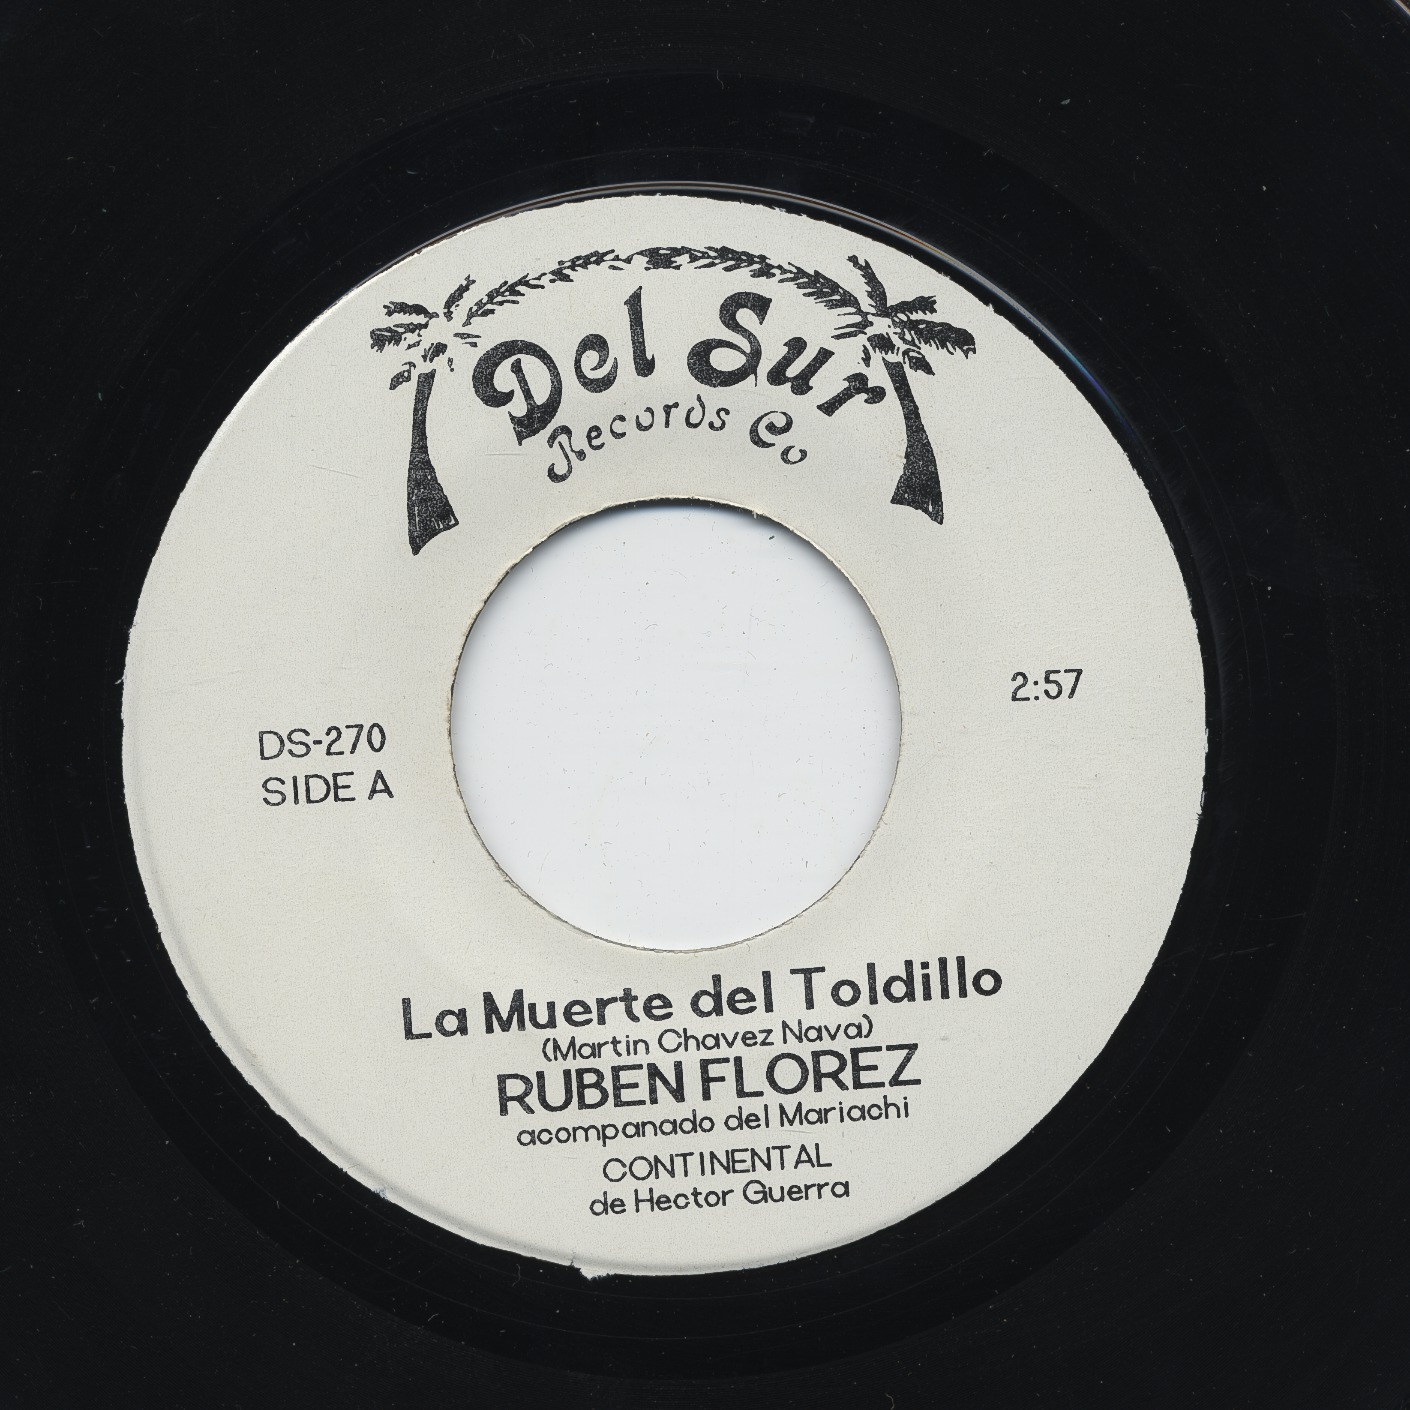 Del Sur
Records Co
2:57
DS-270
SIDE A
La Muerte del Toldillo
(Martin Chavez Nava)
RUBEN FLOREZ
acompanado del Mariachi
CONTINENTAL
de Hector Guerra